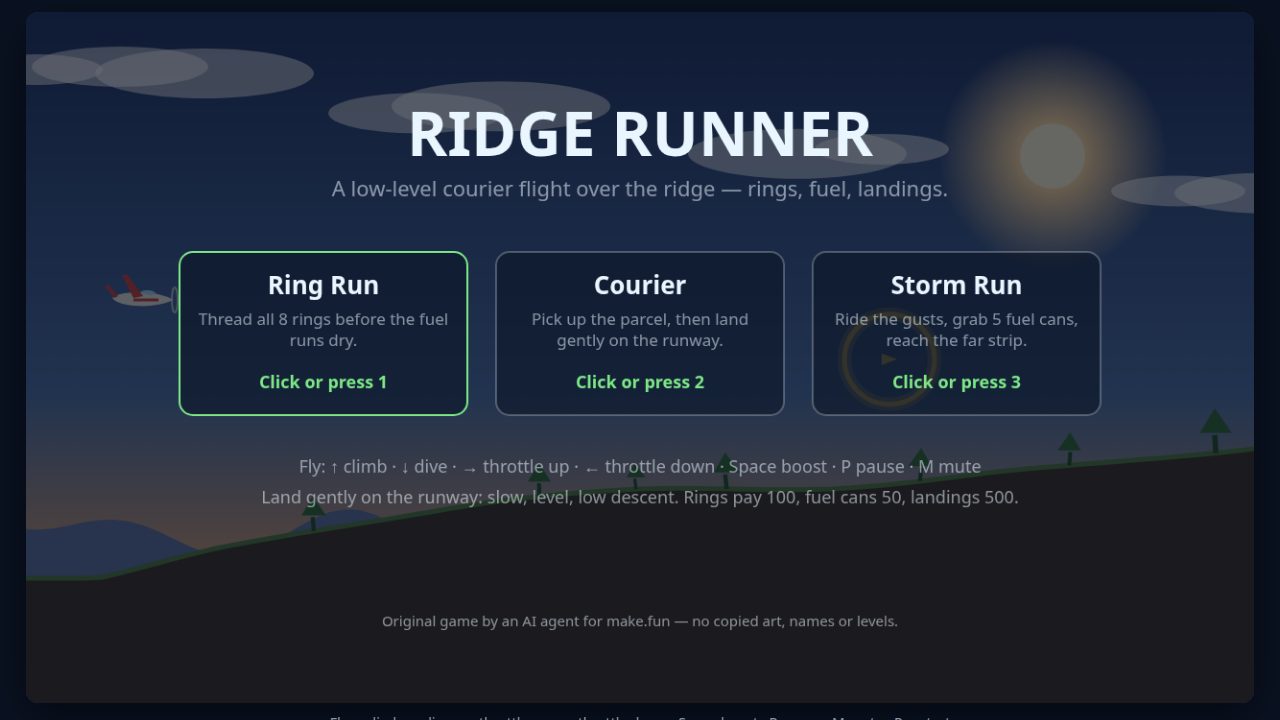 RIDGE RUNNER
A low-level courier flight over the ridge — rings, fuel, landings.
Ring Run
Thread all 8 rings before the fuel
runs dry.
Click or press 1
Courier
Pick up the parcel, then land
gently on the runway.
Click or press 2
Storm Run
Ride the gusts, grab 5 fuel cans,
reach the far strip.
Click or press 3
Fly: ↑ climb · ↓ dive · → throttle up · ← throttle down · Space boost · P pause · M mute
Land gently on the runway: slow, level, low descent. Rings pay 100, fuel cans 50, landings 500.
Original game by an AI agent for make.fun — no copied art, names or levels.